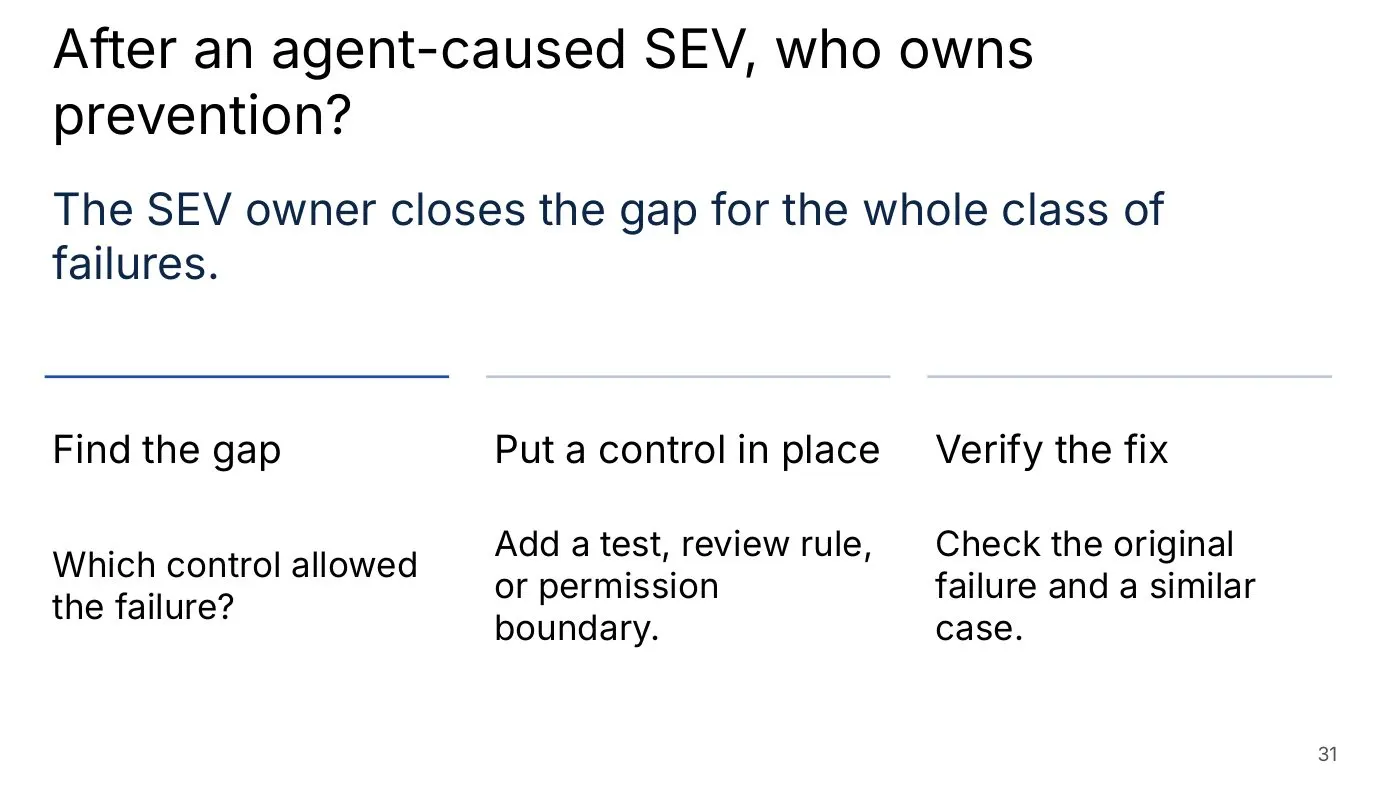 After an agent-caused SEV, who owns
prevention?
The SEV owner closes the gap for the whole class of
failures.
Find the gap
Which control allowed
the failure?
Put a control in place
Add a test, review rule,
or permission
boundary.
Verify the fix
Check the original
failure and a similar
case.
31